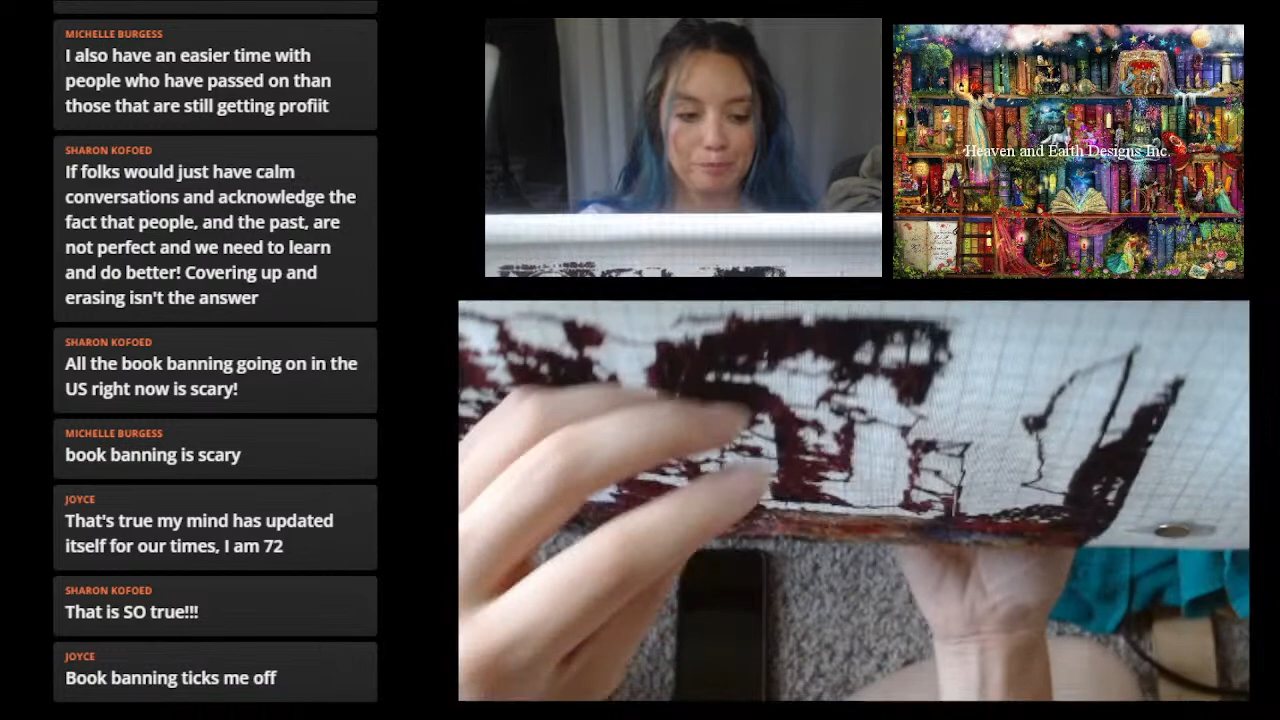 MICHELLE BURGESS
I also have an easier time with
people who have passed on than
those that are still getting profiit
SHARON KOFOED
If folks would just have calm
conversations and acknowledge the
fact that people, and the past, are
not perfect and we need to learn
and do better! Covering up and
erasing isn't the answer
SHARON KOFOED
All the book banning going on in the
US right now is scary!
MICHELLE BURGESS
book banning is scary
JOYCE
That's true my mind has updated
itself for our times, I am 72
SHARON KOFOED
That is SO true!!!
JOYCE
Book banning ticks me off
Heaven and Earth Designs Inc